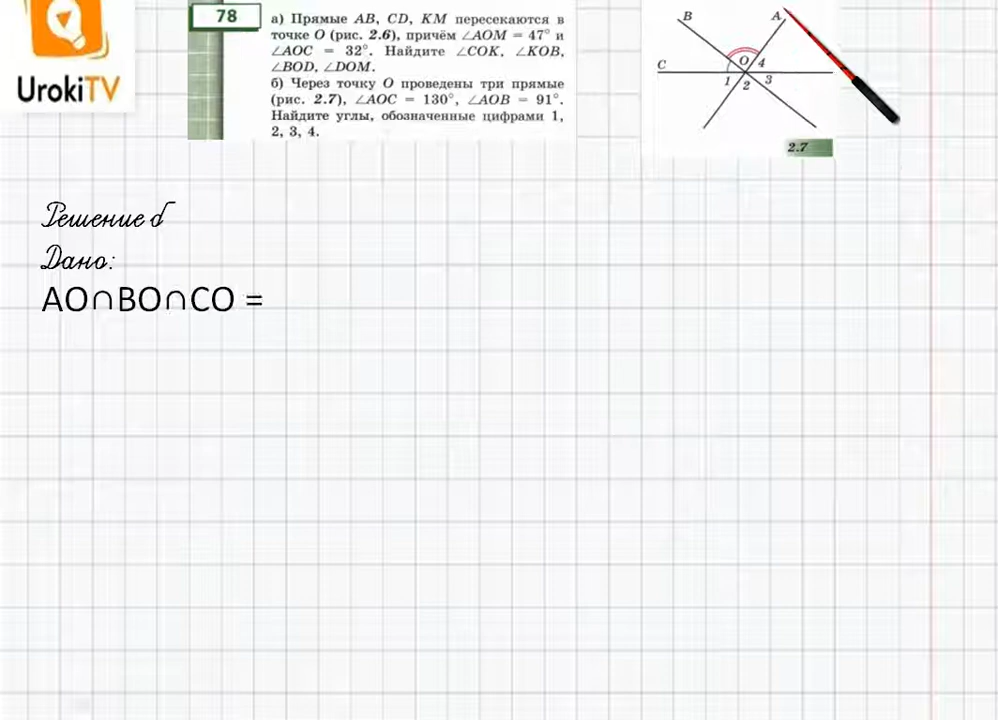 UrokiTV
78
а) Прямые AB, CD, KM пересекаются в
точке O (рис. 2.6), причём ∠AOM = 47° и
∠AOC = 32°. Найдите ∠COK, ∠KOB,
∠BOD, ∠DOM.
б) Через точку O проведены три прямые
(рис. 2.7), ∠AOC = 130°, ∠AOB = 91°.
Найдите углы, обозначенные цифрами 1,
2, 3, 4.
B
A
C
O
4
1
2
3
2.7
Решение б
Дано:
AO∩BO∩CO =